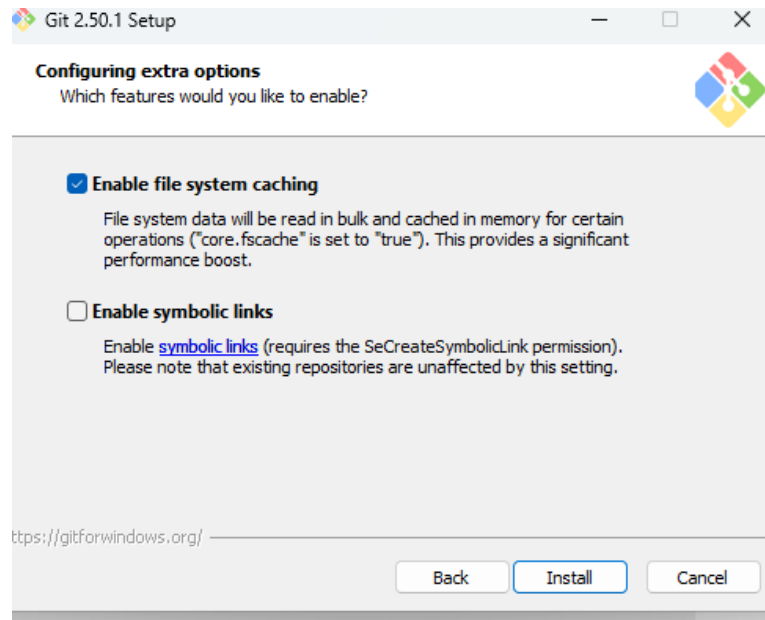 Git 2.50.1 Setup
Configuring extra options
Which features would you like to enable?
Enable file system caching
File system data will be read in bulk and cached in memory for certain
operations ("core.fscache" is set to "true"). This provides a significant
performance boost.
Enable symbolic links
Enable symbolic links (requires the SeCreateSymbolicLink permission).
Please note that existing repositories are unaffected by this setting.
ttps://gitforwindows.org/
Back Install Cancel